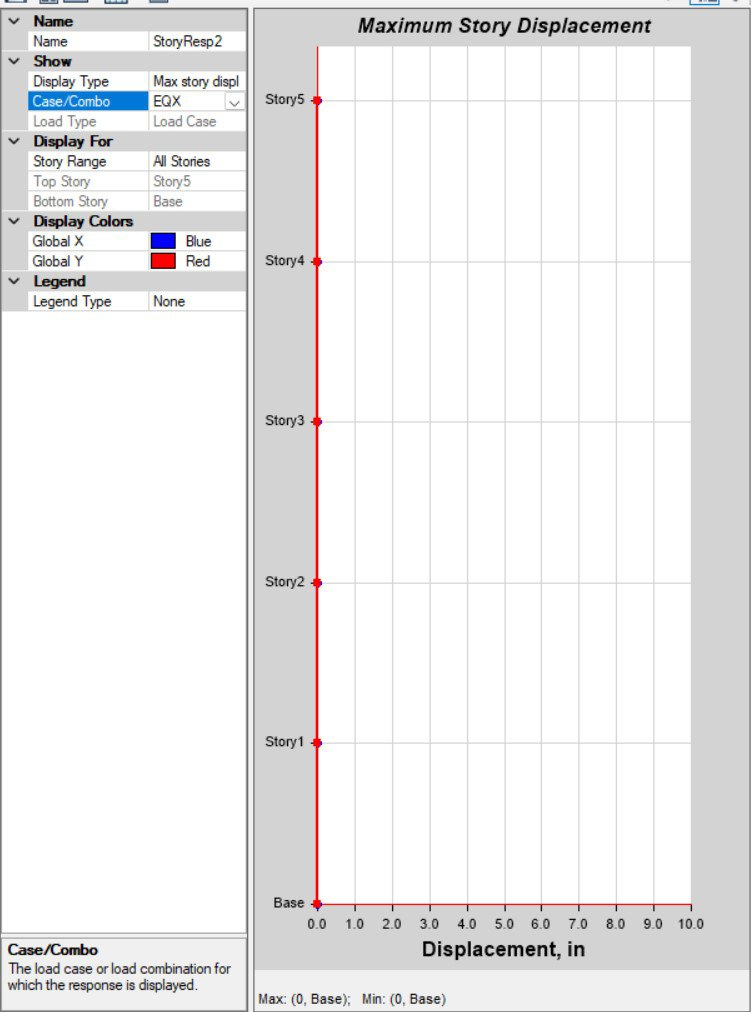 Name
Name StoryResp2
Show
Display Type Max story displ
Case/Combo EQX
Load Type Load Case
Display For
Story Range All Stories
Top Story Story5
Bottom Story Base
Display Colors
Global X Blue
Global Y Red
Legend
Legend Type None
Case/Combo
The load case or load combination for
which the response is displayed.
Maximum Story Displacement
Story5
Story4
Story3
Story2
Story1
Base
0.0 1.0 2.0 3.0 4.0 5.0 6.0 7.0 8.0 9.0 10.0
Displacement, in
Max: (0, Base); Min: (0, Base)